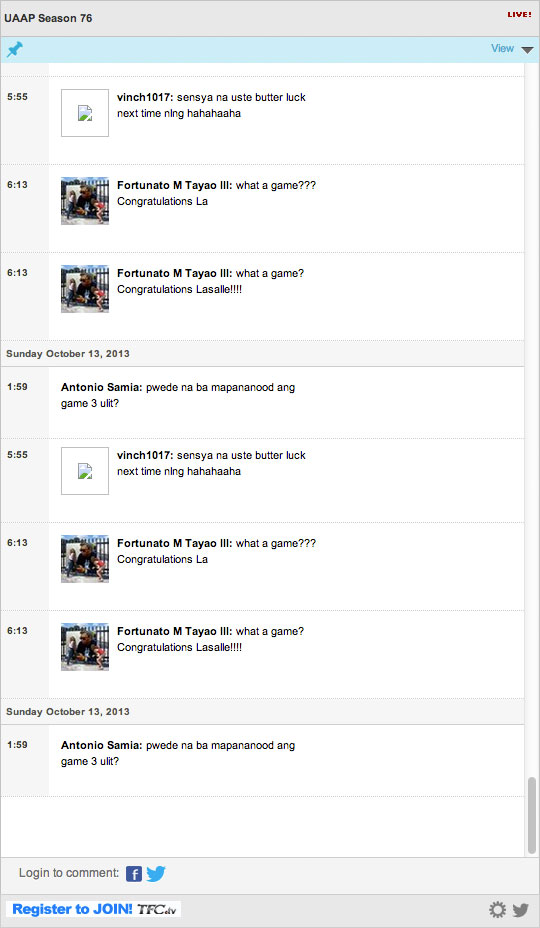 UAAP Season 76
LIVE!
View
5:55
vinch1017: sensya na uste butter luck
next time nlng hahahaaha
6:13
Fortunato M Tayao III: what a game???
Congratulations La
6:13
Fortunato M Tayao III: what a game?
Congratulations Lasalle!!!!
Sunday October 13, 2013
1:59
Antonio Samia: pwede na ba mapananood ang
game 3 ulit?
5:55
vinch1017: sensya na uste butter luck
next time nlng hahahaaha
6:13
Fortunato M Tayao III: what a game???
Congratulations La
6:13
Fortunato M Tayao III: what a game?
Congratulations Lasalle!!!!
Sunday October 13, 2013
1:59
Antonio Samia: pwede na ba mapananood ang
game 3 ulit?
Login to comment:
Register to JOIN! TFC.tv